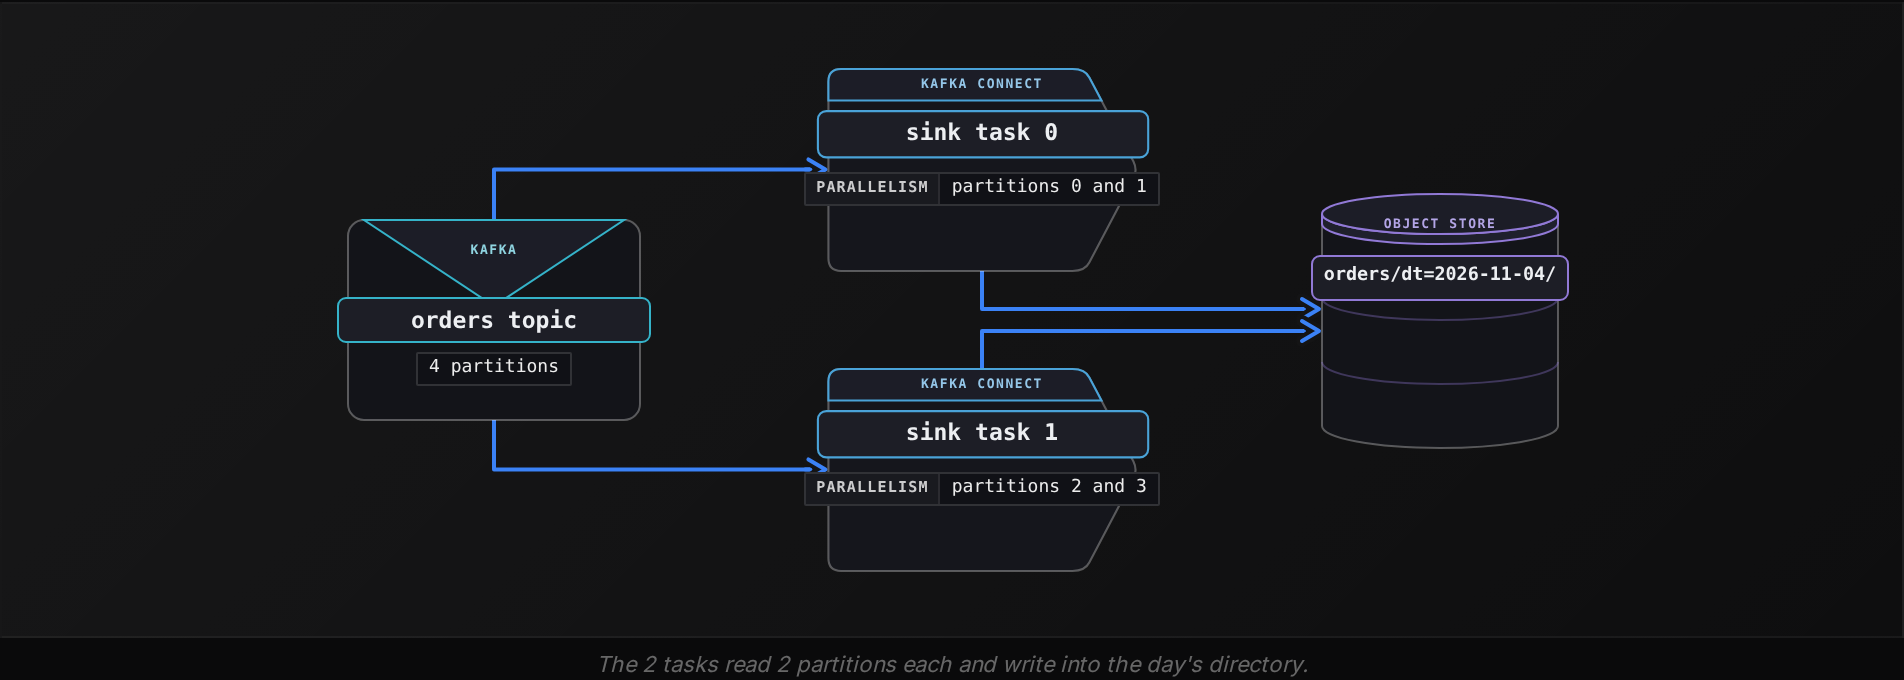 KAFKA CONNECT
sink task 0
PARALLELISM partitions 0 and 1
KAFKA
orders topic
4 partitions
OBJECT STORE
orders/dt=2026-11-04/
KAFKA CONNECT
sink task 1
PARALLELISM partitions 2 and 3
The 2 tasks read 2 partitions each and write into the day's directory.